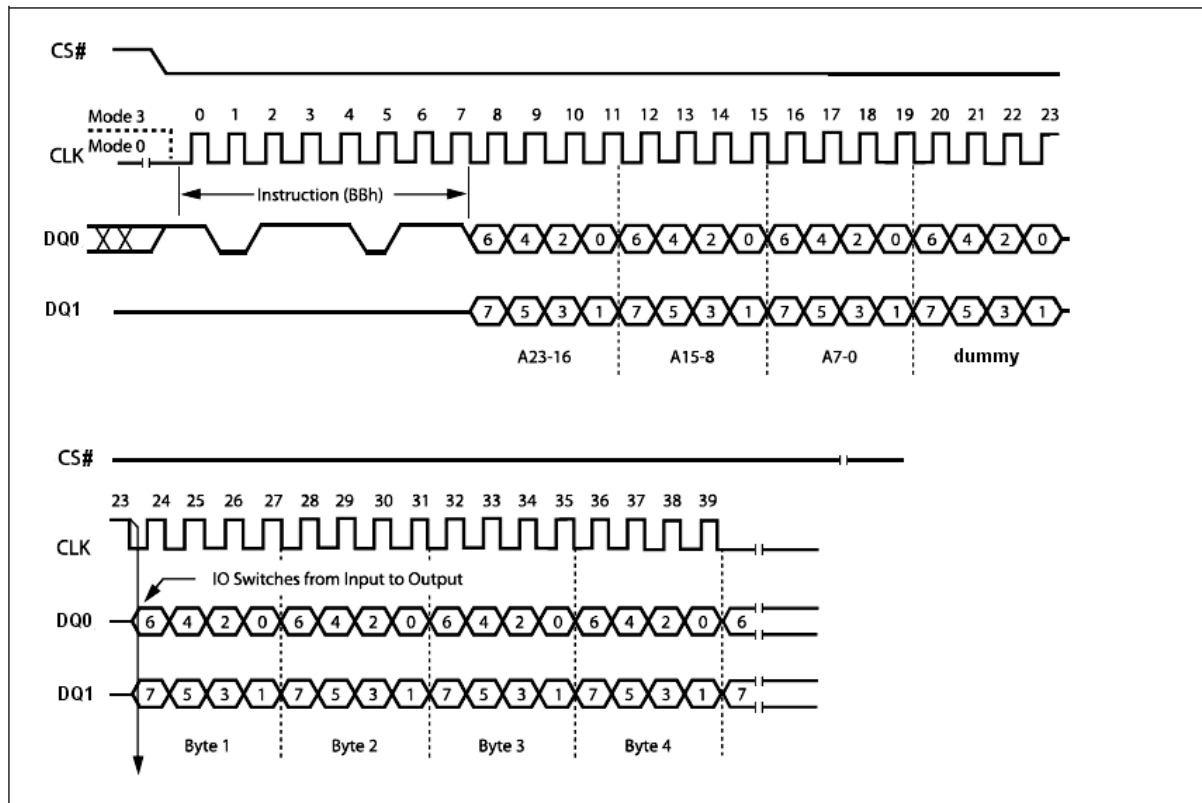 CS#
Mode 3
0 1 2 3 4 5 6 7 8 9 10 11 12 13 14 15 16 17 18 19 20 21 22 23
Mode 0
CLK
Instruction (BBh)
DQ0 6 4 2 0 6 4 2 0 6 4 2 0 6 4 2 0
DQ1 7 5 3 1 7 5 3 1 7 5 3 1 7 5 3 1
A23-16 A15-8 A7-0 dummy
CS#
23 24 25 26 27 28 29 30 31 32 33 34 35 36 37 38 39
CLK
IO Switches from Input to Output
DQ0 6 4 2 0 6 4 2 0 6 4 2 0 6 4 2 0 6
DQ1 7 5 3 1 7 5 3 1 7 5 3 1 7 5 3 1 7
Byte 1 Byte 2 Byte 3 Byte 4